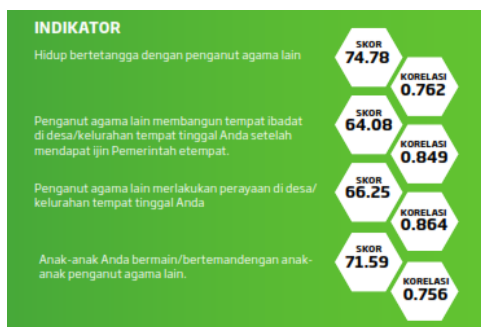 INDIKATOR
Hidup bertetangga dengan penganut agama lain
SKOR
74.78
KORELASI
0.762
Penganut agama lain membangun tempat ibadat
di desa/kelurahan tempat tinggal Anda setelah
mendapat ijin Pemerintah etempat.
SKOR
64.08
KORELASI
0.849
Penganut agama lain merlakukan perayaan di desa/
kelurahan tempat tinggal Anda
SKOR
66.25
KORELASI
0.864
Anak-anak Anda bermain/bertemandengan anak-
anak penganut agama lain.
SKOR
71.59
KORELASI
0.756